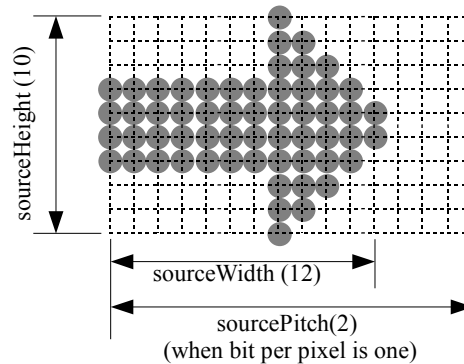 sourceHeight (10)
sourceWidth (12)
sourcePitch(2)
(when bit per pixel is one)